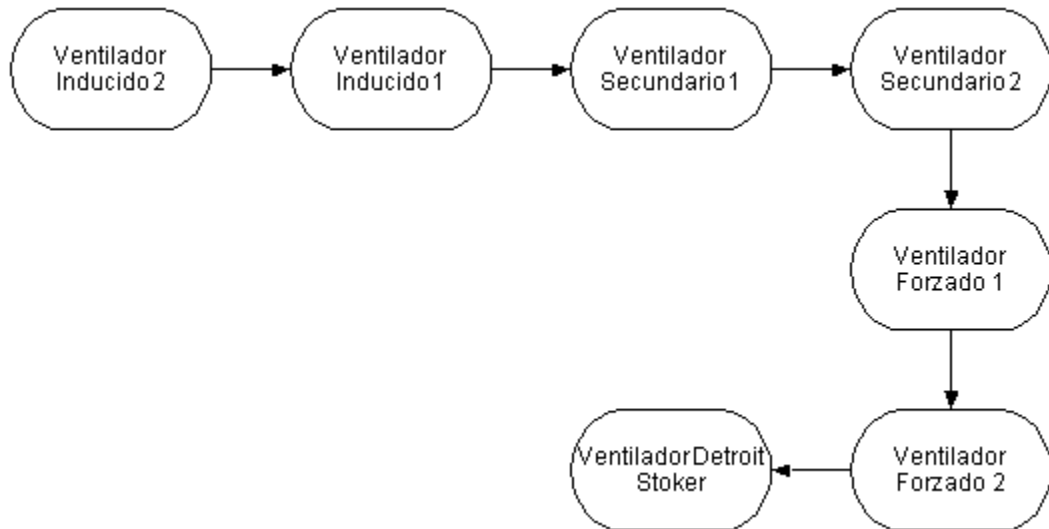 Ventilador
Inducido 2
Ventilador
Inducido 1
Ventilador
Secundario 1
Ventilador
Secundario 2
Ventilador
Forzado 1
Ventilador Detroit
Stoker
Ventilador
Forzado 2